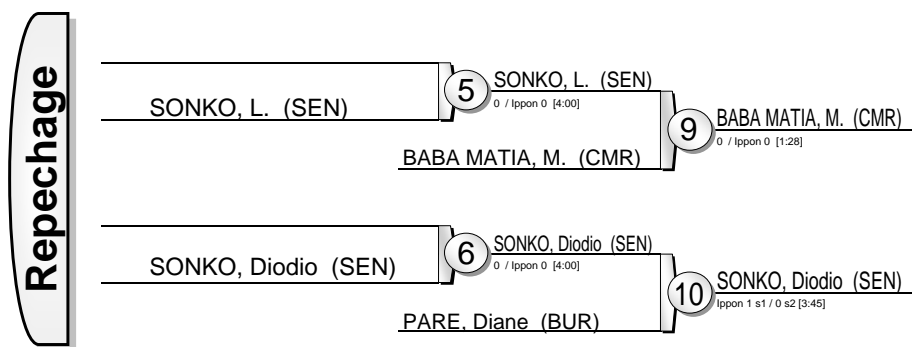 Repechage
SONKO, L. (SEN)
5
SONKO, L. (SEN)
0 / Ippon 0 [4:00]
BABA MATIA, M. (CMR)
9
BABA MATIA, M. (CMR)
0 / Ippon 0 [1:28]
SONKO, Diodio (SEN)
6
SONKO, Diodio (SEN)
0 / Ippon 0 [4:00]
PARE, Diane (BUR)
10
SONKO, Diodio (SEN)
Ippon 1 s1 / 0 s2 [3:45]